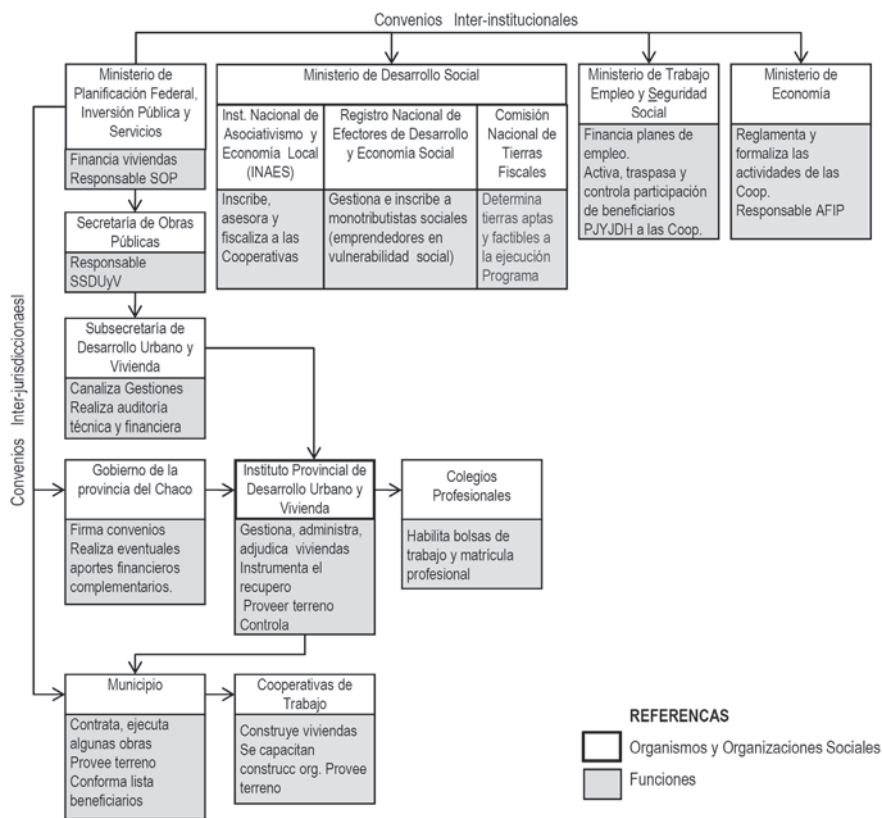 Convenios Inter-institucionales
Ministerio de
Planificación Federal,
Inversión Pública y
Servicios
Financia viviendas
Responsable SOP
Ministerio de Desarrollo Social
Inst. Nacional de
Asociativismo y
Economía Local
(INAES)
Inscribe,
asesora y
fiscaliza a las
Cooperativas
Registro Nacional de
Efectores de Desarrollo
y Economía Social
Gestiona e inscribe a
monotributistas sociales
(emprendedores en
vulnerabilidad social)
Comisión
Nacional de
Tierras
Fiscales
Determina
tierras aptas
y factibles a
la ejecución
Programa
Ministerio de Trabajo
Empleo y Seguridad
Social
Financia planes de
empleo.
Activa, traspasa y
controla participación
de beneficiarios
PJYJDH a las Coop.
Ministerio de
Economía
Reglamenta y
formaliza las
actividades de las
Coop.
Responsable AFIP
Secretaría de Obras
Públicas
Responsable
SSDUyV
Subsecretaría de
Desarrollo Urbano y
Vivienda
Canaliza Gestiones
Realiza auditoría
técnica y financiera
Convenios Inter-jurisdiccionaesl
Gobierno de la
provincia del Chaco
Firma convenios
Realiza eventuales
aportes financieros
complementarios.
Instituto Provincial de
Desarrollo Urbano y
Vivienda
Gestiona, administra,
adjudica viviendas
Instrumenta el
recupero
Proveer terreno
Controla
Colegios
Profesionales
Habilita bolsas de
trabajo y matrícula
profesional
Municipio
Contrata, ejecuta
algunas obras
Provee terreno
Conforma lista
beneficiarios
Cooperativas de
Trabajo
Construye viviendas
Se capacitan
construcc org. Provee
terreno
REFERENCAS
Organismos y Organizaciones Sociales
Funciones